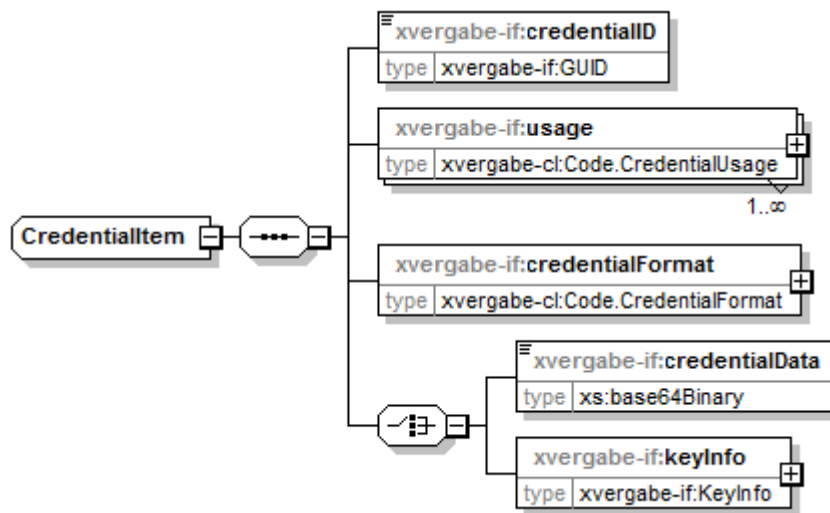 xvergabe-if:credentialID
type xvergabe-if:GUID
xvergabe-if:usage
type xvergabe-cl:Code.CredentialUsage
1..∞
CredentialItem
xvergabe-if:credentialFormat
type xvergabe-cl:Code.CredentialFormat
xvergabe-if:credentialData
type xs:base64Binary
xvergabe-if:keyInfo
type xvergabe-if:KeyInfo